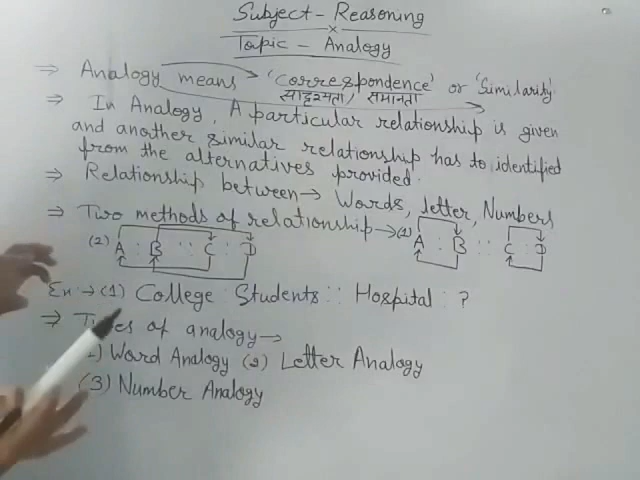 Subject - Reasoning
×
Topic - Analogy
⇒ Analogy means → 'correspondence' or 'Similarity'
सादृश्यता / समानता
⇒ In Analogy, A particular relationship is given
and another similar relationship has to identified
from the alternatives provided.
⇒ Relationship between → Words, letter, Numbers
⇒ Two methods of relationship → (1) A : B :: C : D
(2) A : B :: C : D
Ex → (1) College : Students :: Hospital : ?
⇒ Types of analogy →
) Word Analogy (2) Letter Analogy
(3) Number Analogy